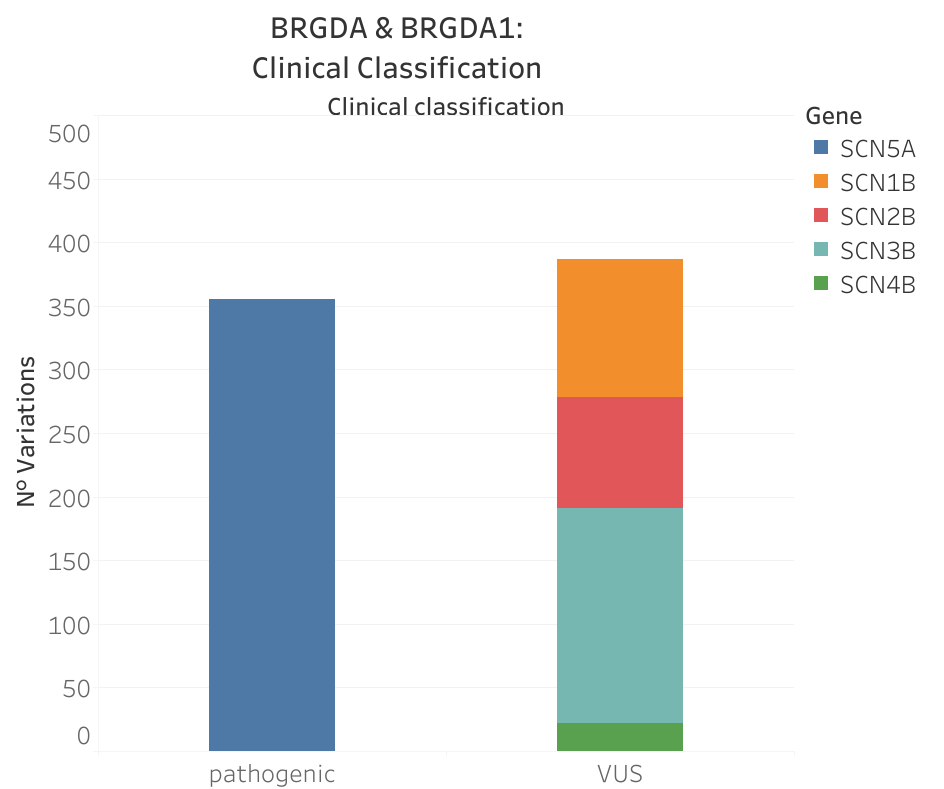 BRGDA & BRGDA1:
Clinical Classification
Clinical classification
Gene
SCN5A
SCN1B
SCN2B
SCN3B
SCN4B
Nº Variations
500
450
400
350
300
250
200
150
100
50
0
pathogenic
VUS